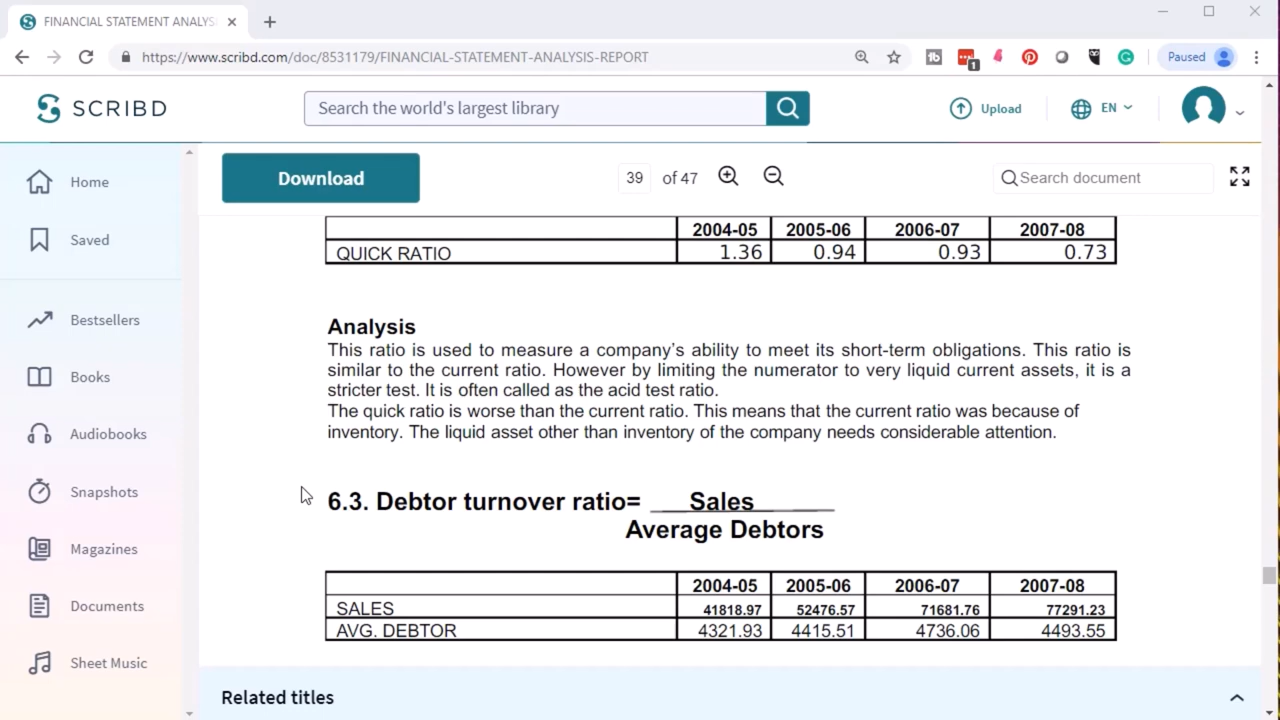 FINANCIAL STATEMENT ANALYS
https://www.scribd.com/doc/8531179/FINANCIAL-STATEMENT-ANALYSIS-REPORT
1
Paused
SCRIBD
Search the world's largest library
Upload
EN
Home
Saved
Bestsellers
Books
Audiobooks
Snapshots
Magazines
Documents
Sheet Music
Download
39 of 47
Search document
2004-05 2005-06 2006-07 2007-08
QUICK RATIO 1.36 0.94 0.93 0.73
Analysis
This ratio is used to measure a company’s ability to meet its short-term obligations. This ratio is
similar to the current ratio. However by limiting the numerator to very liquid current assets, it is a
stricter test. It is often called as the acid test ratio.
The quick ratio is worse than the current ratio. This means that the current ratio was because of
inventory. The liquid asset other than inventory of the company needs considerable attention.
6.3. Debtor turnover ratio= Sales
Average Debtors
2004-05 2005-06 2006-07 2007-08
SALES 41818.97 52476.57 71681.76 77291.23
AVG. DEBTOR 4321.93 4415.51 4736.06 4493.55
Related titles